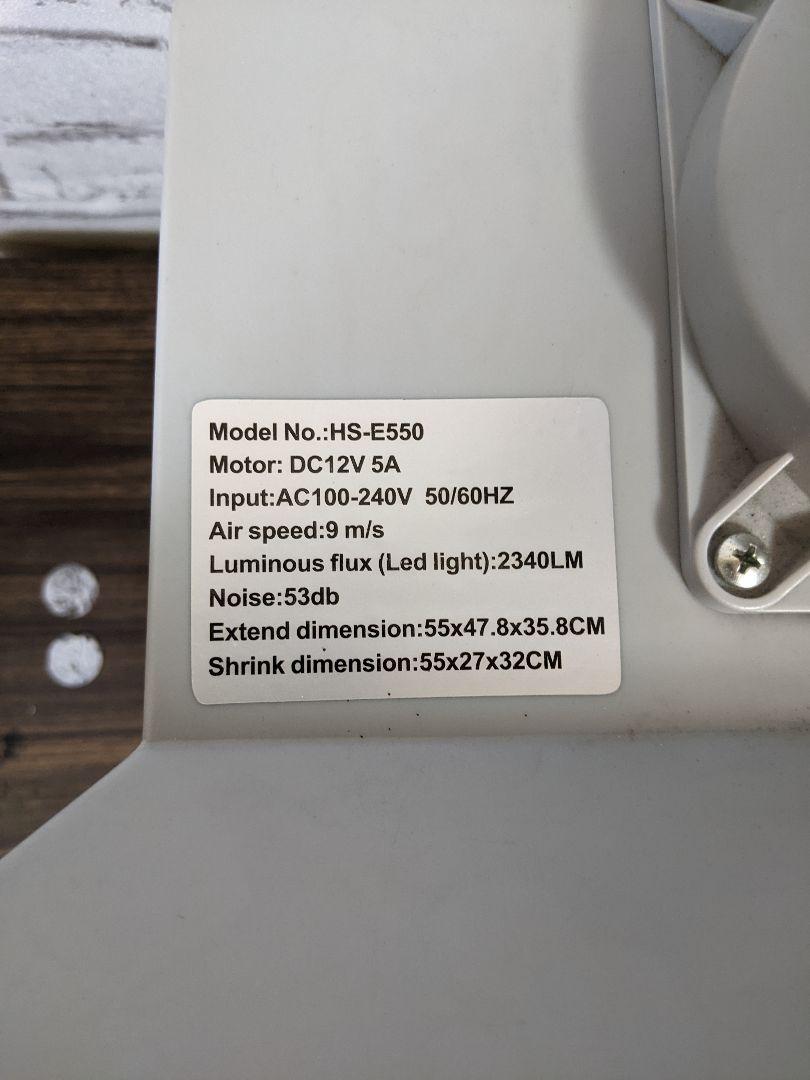 Model No.:HS-E550
Motor: DC12V 5A
Input:AC100-240V  50/60HZ
Air speed:9 m/s
Luminous flux (Led light):2340LM
Noise:53db
Extend dimension:55x47.8x35.8CM
Shrink dimension:55x27x32CM